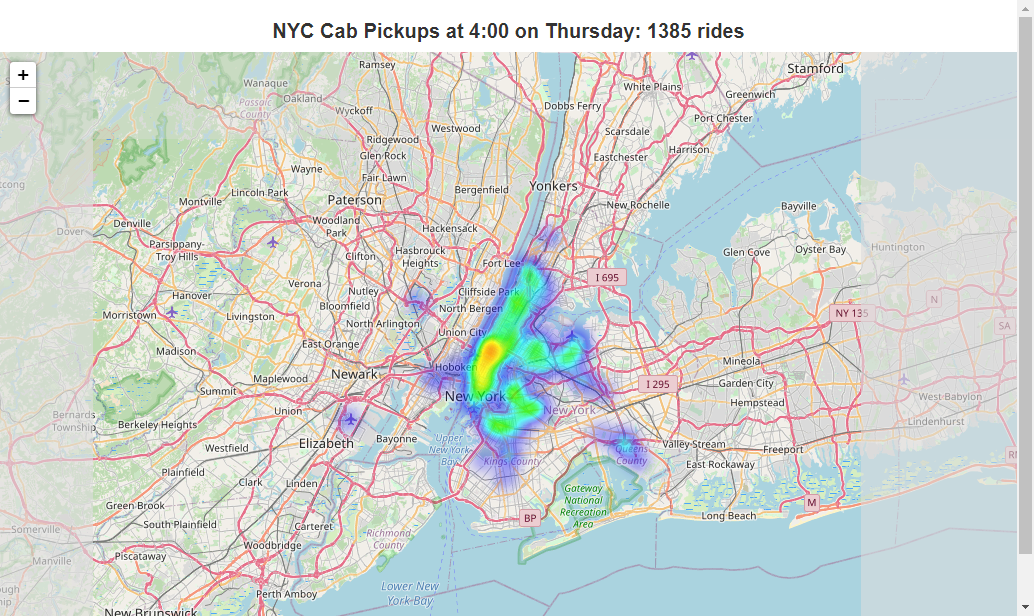 NYC Cab Pickups at 4:00 on Thursday: 1385 rides
+
−
Ramsey
Stamford
Wanaque
Oakland
White Plains
Greenwich
Passaic
County
Wyckoff
Dobbs Ferry
Port Chester
Westwood
Scarsdale
Ridgewood
Harrison
Glen Rock
Eastchester
Wayne
Fair Lawn
Bergenfield
Yonkers
Lincoln Park
Paterson
Montville
New Rochelle
Bayville
Denville
Woodland
Park
Hackensack
Dover
Parsippany-
Troy Hills
Hasbrouck
Heights
Clifton
Fort Lee
Glen Cove
Oyster Bay
Huntington
I 695
Verona
Nutley
Cliffside Park
Hanover
Bloomfield
North Bergen
N
Morristown
Livingston
North Arlington
NY 135
Union City
SA
East Orange
Madison
Mineola
Newark
Hoboken
Maplewood
I 295
Garden City
Summit
New York
West Babylon
Union
New York
Hempstead
Bernards
Township
Berkeley Heights
Elizabeth
Bayonne
Upper
New York
Bay
Valley Stream
Freeport
Lindenhurst
Westfield
Queens
County
Kings County
East Rockaway
Plainfield
Clark
Linden
Gateway
National
Recreation
Area
M
Green Brook
BP
Long Beach
South Plainfield
Carteret
Somerville
Richmond
County
Woodbridge
Piscataway
Manville
Perth Amboy
Lower New
York Bay
New Brunswick